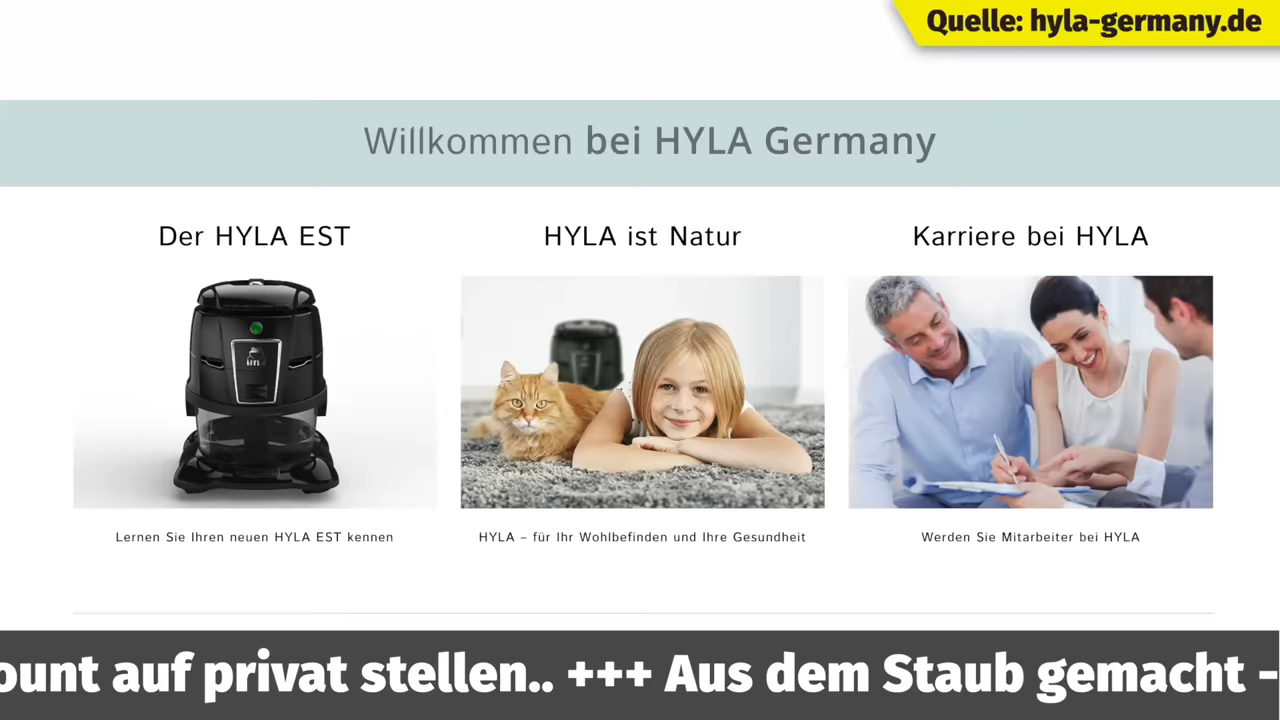 Quelle: hyla-germany.de
Willkommen bei HYLA Germany
Der HYLA EST
HYLA ist Natur
Karriere bei HYLA
HYLA
Lernen Sie Ihren neuen HYLA EST kennen
HYLA – für Ihr Wohlbefinden und Ihre Gesundheit
Werden Sie Mitarbeiter bei HYLA
ount auf privat stellen.. +++ Aus dem Staub gemacht -